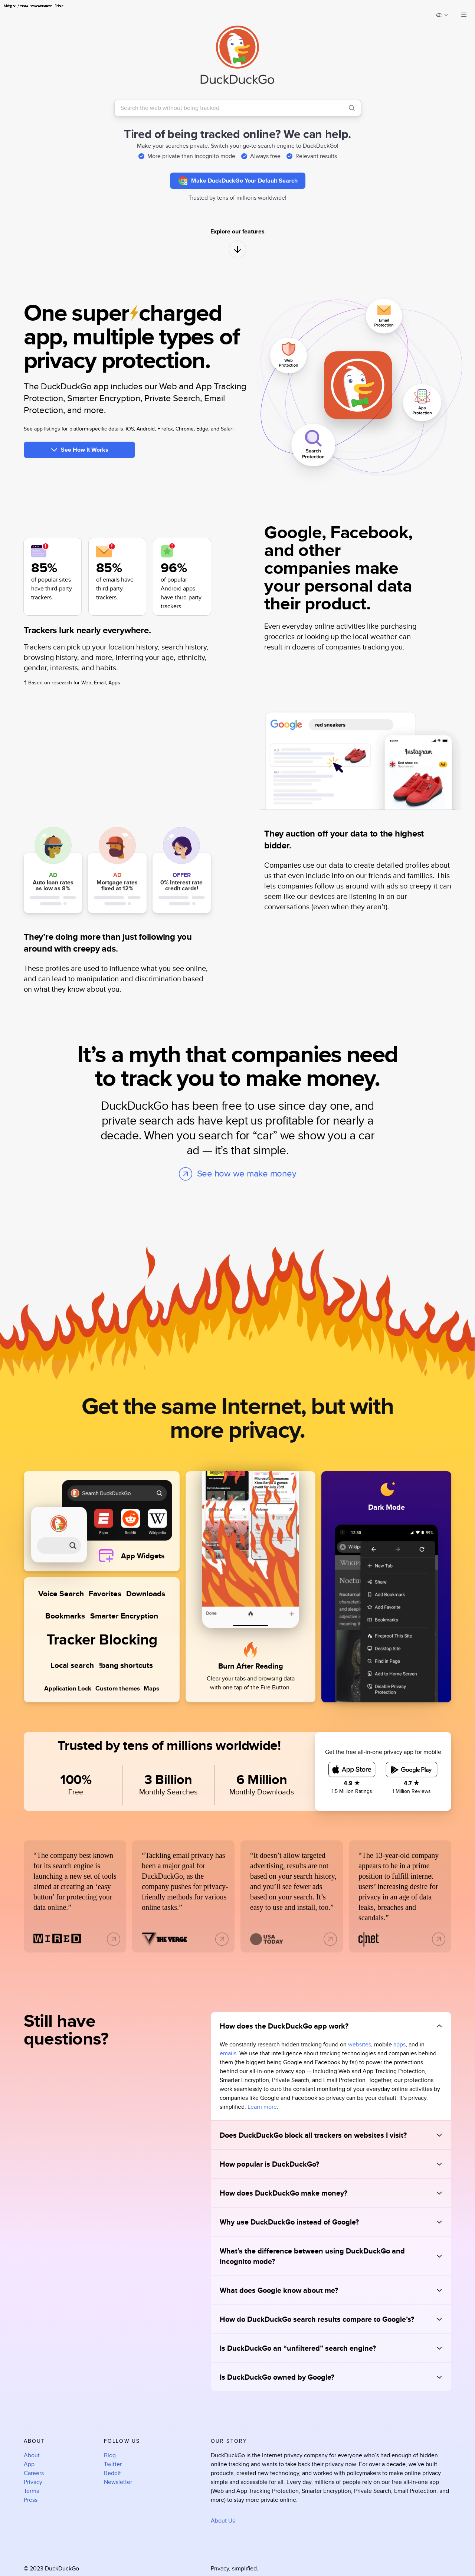 DuckDuckGo
Search the web without being tracked
Tired of being tracked online? We can help.
Make your searches private. Switch your go-to search engine to DuckDuckGo!
More private than Incognito mode Always free Relevant results
Make DuckDuckGo Your Default Search
Trusted by tens of millions worldwide!
Explore our features
One super charged
app, multiple types of
privacy protection.
The DuckDuckGo app includes our Web and App Tracking
Protection, Smarter Encryption, Private Search, Email
Protection, and more.
See app listings for platform-specific details: iOS, Android, Firefox, Chrome, Edge, and Safari
See How It Works
Email
Protection
Web
Protection
App
Protection
Search
Protection
85%
of popular sites
have third-party
trackers.
85%
of emails have
third-party
trackers.
96%
of popular
Android apps
have third-party
trackers.
Trackers lurk nearly everywhere.
Trackers can pick up your location history, search history,
browsing history, and more, inferring your age, ethnicity,
gender, interests, and habits.
† Based on research for Web, Email, Apps.
Google, Facebook,
and other
companies make
your personal data
their product.
Even everyday online activities like purchasing
groceries or looking up the local weather can
result in dozens of companies tracking you.
Google
red sneakers
Instagram
They auction off your data to the highest
bidder.
Companies use our data to create detailed profiles about
us that even include info on our friends and families. This
lets companies follow us around with ads so creepy it can
seem like our devices are listening in on our
conversations (even when they aren't).
AD
Auto loan rates
as low as 8%
AD
Mortgage rates
fixed at 12%
OFFER
0% Interest rate
credit cards!
They're doing more than just following you
around with creepy ads.
These profiles are used to influence what you see online,
and can lead to manipulation and discrimination based
on what they know about you.
It's a myth that companies need
to track you to make money.
DuckDuckGo has been free to use since day one, and
private search ads have kept us profitable for nearly a
decade. When you search for “car” we show you a car
ad — it's that simple.
See how we make money
Get the same Internet, but with
more privacy.
Search DuckDuckGo
Espn Reddit Wikipedia
App Widgets
Voice Search Favorites Downloads
Bookmarks Smarter Encryption
Tracker Blocking
Local search !bang shortcuts
Application Lock Custom themes Maps
Done
Burn After Reading
Clear your tabs and browsing data
with one tap of the Fire Button.
Dark Mode
12:30
99%
New Tab
Share
Add Bookmark
Add Favorite
Bookmarks
Fireproof This Site
Desktop Site
Find in Page
Add to Home Screen
Disable Privacy
Protection
Trusted by tens of millions worldwide!
100%
Free
3 Billion
Monthly Searches
6 Million
Monthly Downloads
Get the free all-in-one privacy app for mobile
App Store
Google Play
4.9 ★
1.5 Million Ratings
4.7 ★
1 Million Reviews
“The company best known
for its search engine is
launching a new set of tools
aimed at creating an ‘easy
button’ for protecting your
data online.”
WIRED
“Tackling email privacy has
been a major goal for
DuckDuckGo, as the
company pushes for privacy-
friendly methods for various
online tasks.”
THE VERGE
“It doesn’t allow targeted
advertising, results are not
based on your search history,
and you’ll see fewer ads
based on your search. It’s
easy to use and install, too.”
USA
TODAY
“The 13-year-old company
appears to be in a prime
position to fulfill internet
users’ increasing desire for
privacy in an age of data
leaks, breaches and
scandals.”
c|net
Still have
questions?
How does the DuckDuckGo app work?
We constantly research hidden tracking found on websites, mobile apps, and in
emails. We use that intelligence about tracking technologies and companies behind
them (the biggest being Google and Facebook by far) to power the protections
behind our all-in-one privacy app — including Web and App Tracking Protection,
Smarter Encryption, Private Search, and Email Protection. Together, our protections
work seamlessly to curb the constant monitoring of your everyday online activities by
companies like Google and Facebook so privacy can be your default. It's privacy,
simplified. Learn more.
Does DuckDuckGo block all trackers on websites I visit?
How popular is DuckDuckGo?
How does DuckDuckGo make money?
Why use DuckDuckGo instead of Google?
What's the difference between using DuckDuckGo and
Incognito mode?
What does Google know about me?
How do DuckDuckGo search results compare to Google's?
Is DuckDuckGo an “unfiltered” search engine?
Is DuckDuckGo owned by Google?
ABOUT
About
App
Careers
Privacy
Terms
Press
FOLLOW US
Blog
Twitter
Reddit
Newsletter
OUR STORY
DuckDuckGo is the Internet privacy company for everyone who's had enough of hidden
online tracking and wants to take back their privacy now. For over a decade, we've built
products, created new technology, and worked with policymakers to make online privacy
simple and accessible for all. Every day, millions of people rely on our free all-in-one app
(Web and App Tracking Protection, Smarter Encryption, Private Search, Email Protection, and
more) to stay more private online.
About Us
© 2023 DuckDuckGo
Privacy, simplified.